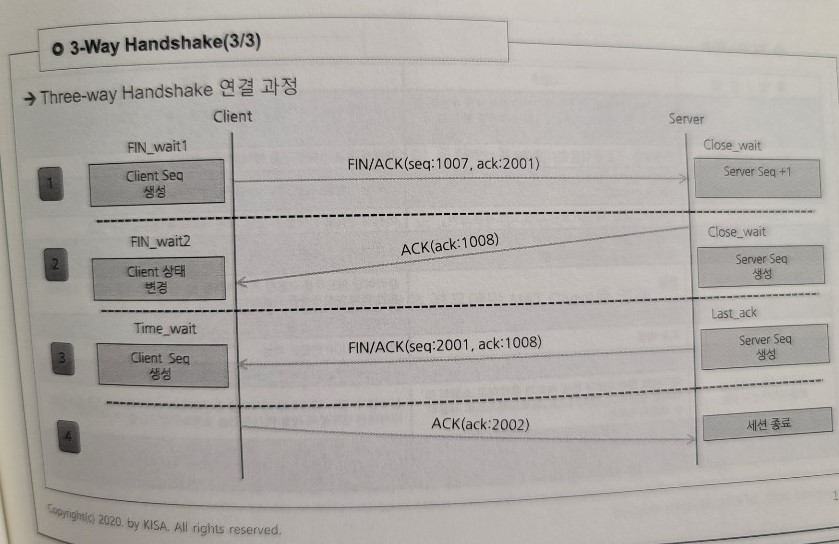 3-Way Handshake(3/3)
→ Three-way Handshake 연결 과정
Client
Server
FIN_wait1
Close_wait
1
Client Seq
생성
FIN/ACK(seq:1007, ack:2001)
Server Seq +1
FIN_wait2
Close_wait
2
Client 상태
변경
ACK(ack:1008)
Server Seq
생성
Time_wait
Last_ack
3
Client Seq
생성
FIN/ACK(seq:2001, ack:1008)
Server Seq
생성
4
ACK(ack:2002)
세션 종료
Copyright(c) 2020. by KISA. All rights reserved.